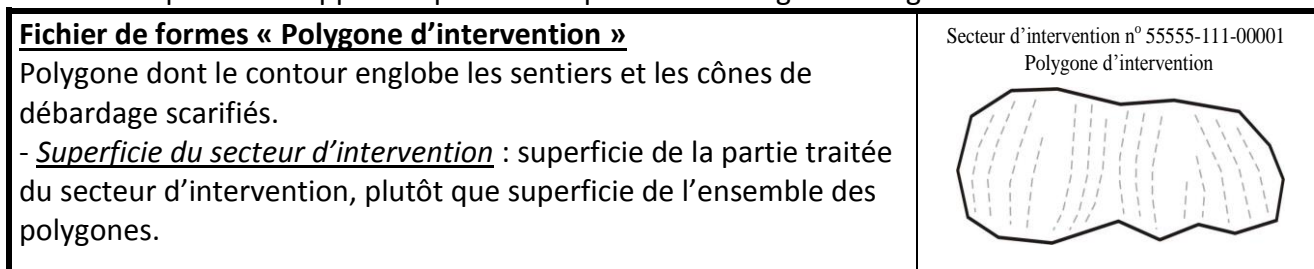 Fichier de formes « Polygone d’intervention »
Polygone dont le contour englobe les sentiers et les cônes de
débardage scarifiés.
- Superficie du secteur d’intervention : superficie de la partie traitée
du secteur d’intervention, plutôt que superficie de l’ensemble des
polygones.
Secteur d’intervention nº 55555-111-00001
Polygone d’intervention